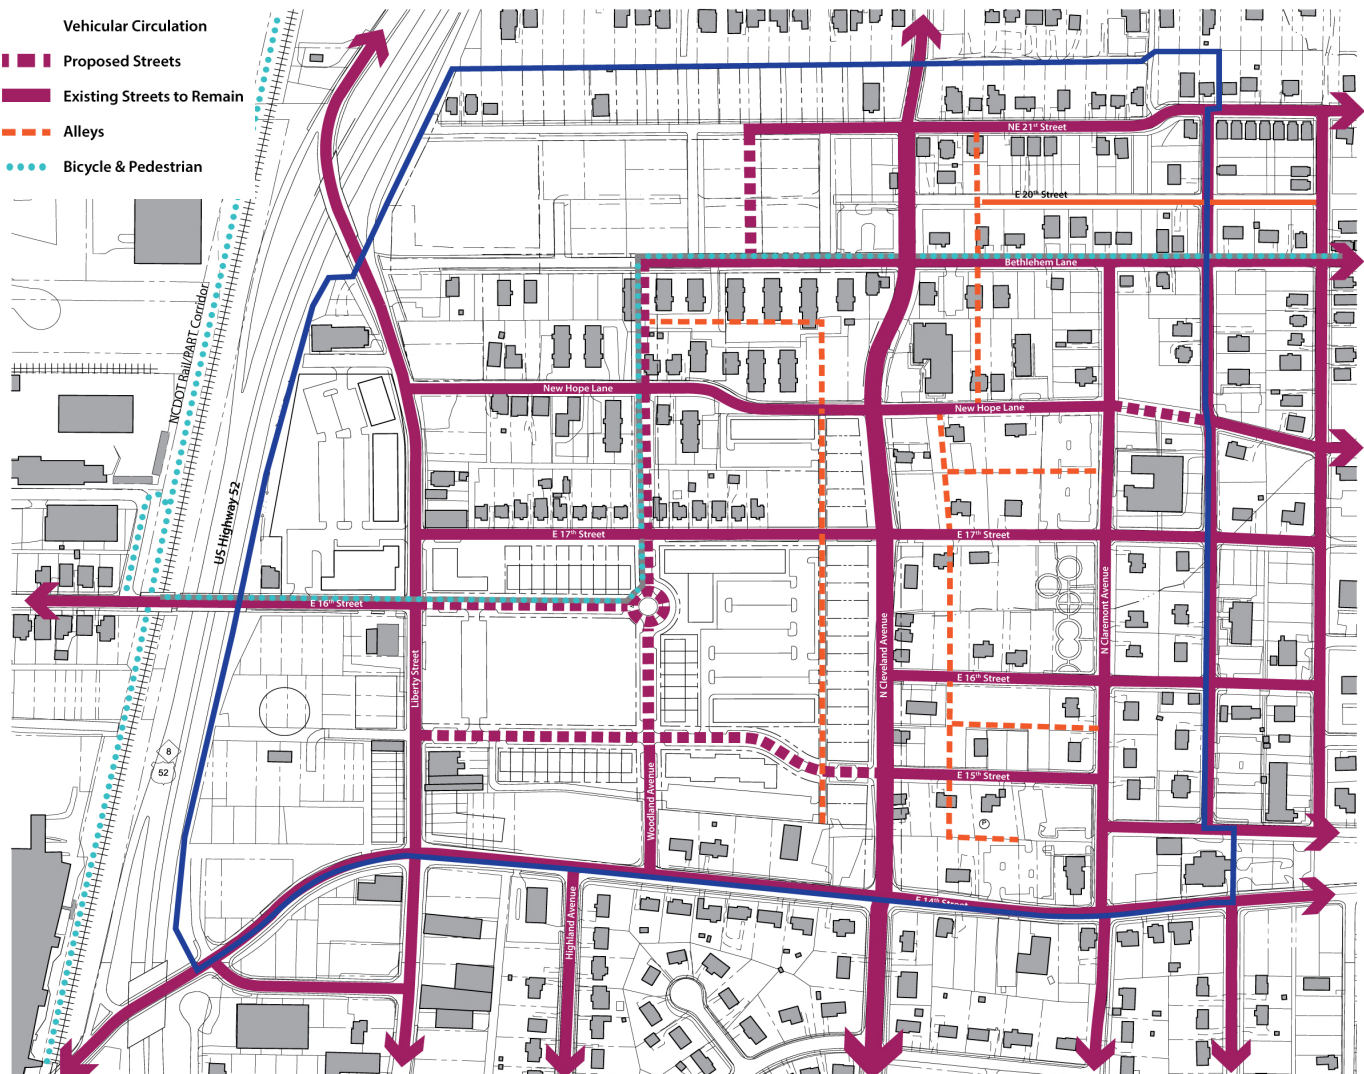 Vehicular Circulation
Proposed Streets
Existing Streets to Remain
Alleys
Bicycle & Pedestrian
NE 21st Street
E 20th Street
Bethlehem Lane
NCDOT Rail/PART Corridor
New Hope Lane
New Hope Lane
US Highway 52
E 17th Street
E 17th Street
E 16th Street
N Claremont Avenue
N Cleveland Avenue
Liberty Street
E 16th Street
8
52
E 15th Street
Woodland Avenue
P
E 14th Street
Highland Avenue